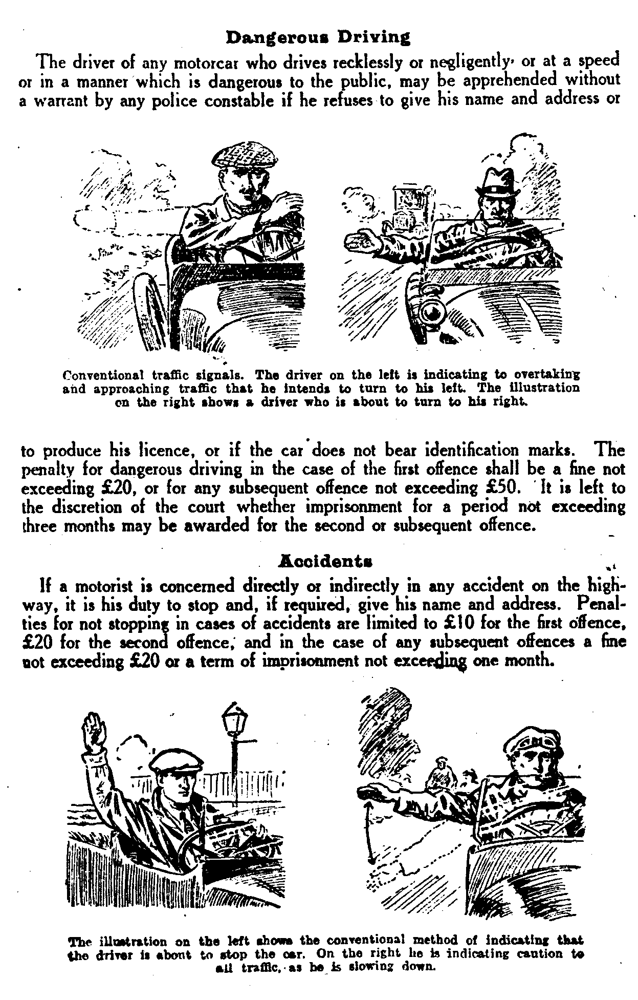 Dangerous Driving
The driver of any motorcar who drives recklessly or negligently, or at a speed
or in a manner which is dangerous to the public, may be apprehended without
a warrant by any police constable if he refuses to give his name and address or
Conventional traffic signals. The driver on the left is indicating to overtaking
and approaching traffic that he intends to turn to his left. The illustration
on the right shows a driver who is about to turn to his right.
to produce his licence, or if the car does not bear identification marks. The
penalty for dangerous driving in the case of the first offence shall be a fine not
exceeding £20, or for any subsequent offence not exceeding £50. It is left to
the discretion of the court whether imprisonment for a period not exceeding
three months may be awarded for the second or subsequent offence.
Accidents
If a motorist is concerned directly or indirectly in any accident on the high-
way, it is his duty to stop and, if required, give his name and address. Penal-
ties for not stopping in cases of accidents are limited to £10 for the first offence,
£20 for the second offence, and in the case of any subsequent offences a fine
not exceeding £20 or a term of imprisonment not exceeding one month.
The illustration on the left shows the conventional method of indicating that
the driver is about to stop the car. On the right he is indicating caution to
all traffic, as he is slowing down.